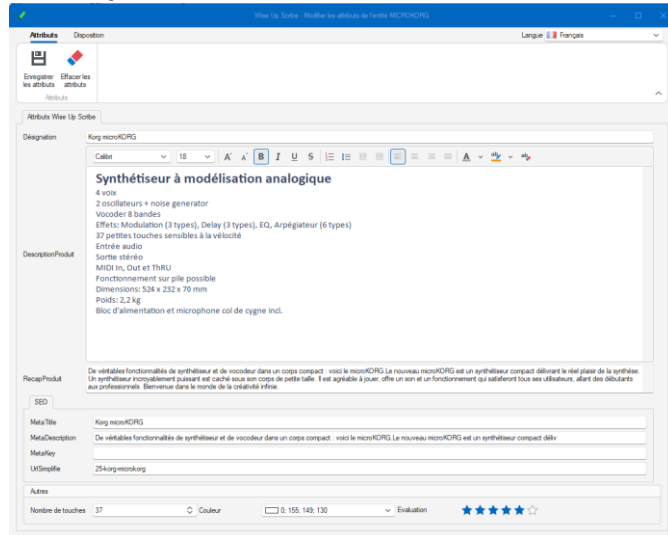 Wise Up Scribe - Modifier les attributs de l'entité MICROKORG
Attributs Disposition Langue Français
Enregistrer les attributs
Effacer les attributs
Attributs
Attributs Wise Up Scribe
Désignation Korg microKORG
Calibri 18 B I U S A
Synthétiseur à modélisation analogique
4 voix
2 oscillateurs + noise generator
Vocoder 8 bandes
Effets: Modulation (3 types), Delay (3 types), EQ, Arpégiateur (6 types)
37 petites touches sensibles à la vélocité
Entrée audio
Sortie stéréo
MIDI In, Out et ThRU
Fonctionnement sur pile possible
Dimensions: 524 x 232 x 70 mm
Poids: 2,2 kg
Bloc d'alimentation et microphone col de cygne incl.
DescriptionProduit
De véritables fonctionnalités de synthétiseur et de vocodeur dans un corps compact : voici le microKORG.Le nouveau microKORG est un synthétiseur compact délivrant le réel plaisir de la synthèse.
Un synthétiseur incroyablement puissant est caché sous son corps de petite taille. Il est agréable à jouer, offre un son et un fonctionnement qui satisferont tous ses utilisateurs, allant des débutants
aux professionnels. Bienvenue dans le monde de la créativité infinie.
RecapProduit
SEO
MetaTitle Korg microKORG
MetaDescription De véritables fonctionnalités de synthétiseur et de vocodeur dans un corps compact : voici le microKORG.Le nouveau microKORG est un synthétiseur compact déliv
MetaKey
UrlSimplifie 25-korg-microkorg
Autres
Nombre de touches 37 Couleur 0; 155; 149; 130 Evaluation